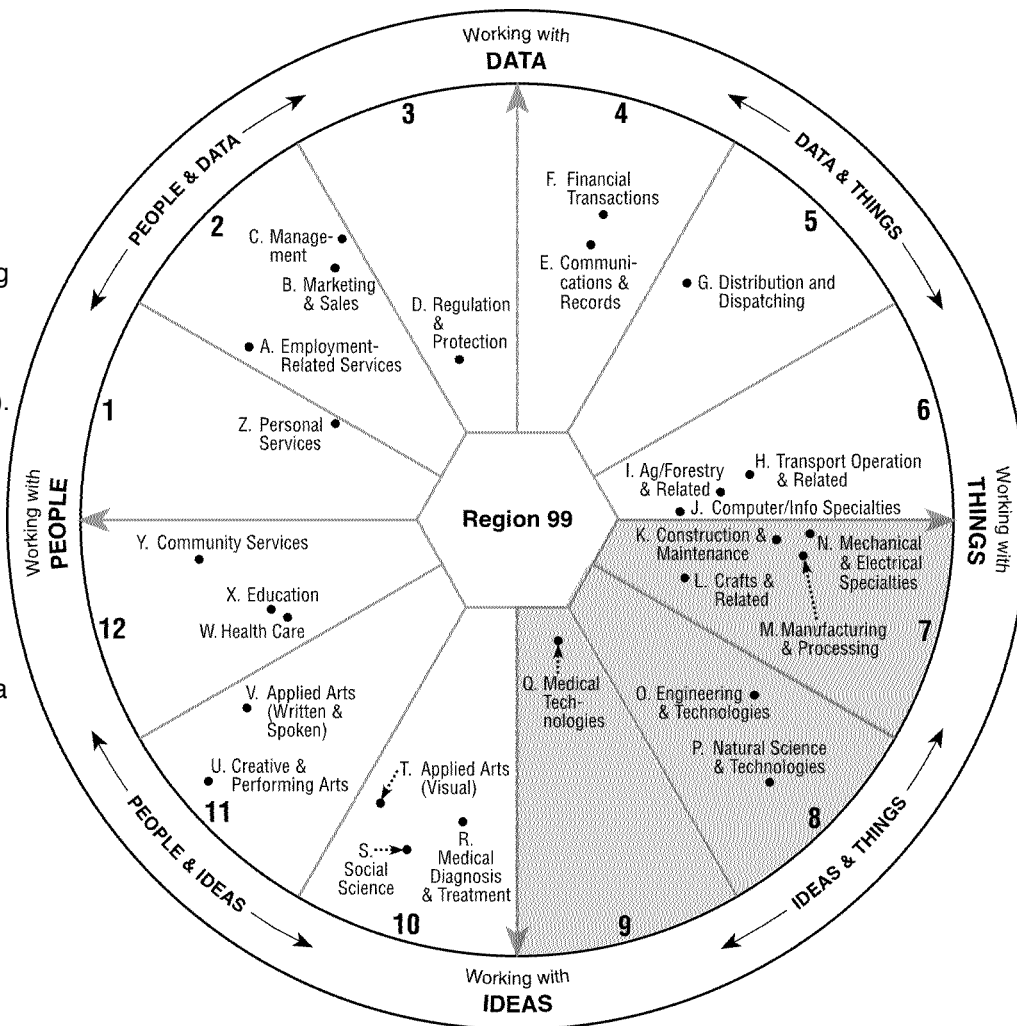 Working with
DATA
PEOPLE & DATA
DATA & THINGS
3
4
2
5
F. Financial
Transactions
C. Manage-
ment
B. Marketing
& Sales
E. Communi-
cations &
Records
G. Distribution and
Dispatching
D. Regulation
&
Protection
A. Employment-
Related Services
1
6
Z. Personal
Services
I. Ag/Forestry
& Related
H. Transport Operation
& Related
J. Computer/Info Specialties
Working with
PEOPLE
Region 99
Working with
THINGS
Y. Community Services
K. Construction &
Maintenance
N. Mechanical
& Electrical
Specialties
L. Crafts &
Related
X. Education
W. Health Care
12
7
M. Manufacturing
& Processing
V. Applied Arts
(Written &
Spoken)
Q. Medical
Tech-
nologies
O. Engineering
& Technologies
U. Creative &
Performing Arts
P. Natural Science
& Technologies
11
8
T. Applied Arts
(Visual)
S.
Social
Science
R.
Medical
Diagnosis
& Treatment
10
9
PEOPLE & IDEAS
IDEAS & THINGS
Working with
IDEAS